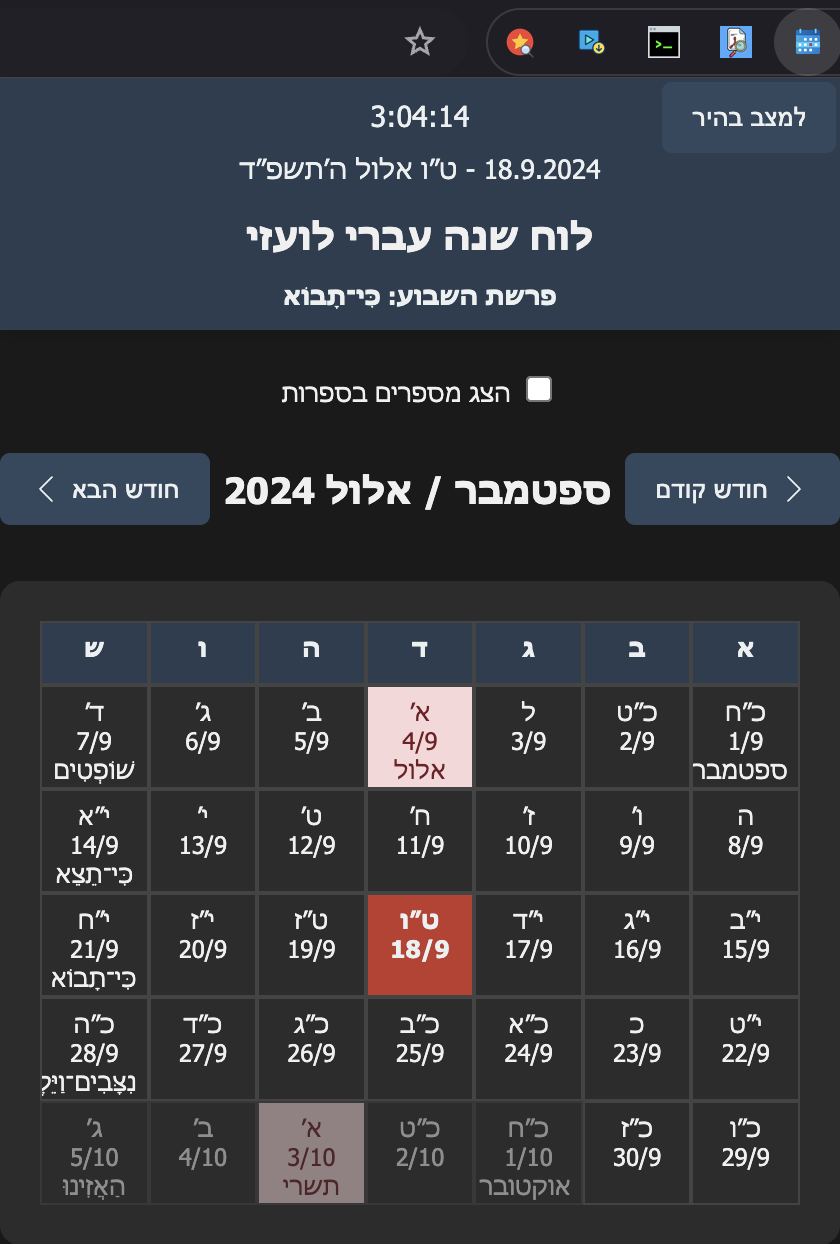 למצב בהיר
3:04:14
18.9.2024 - ט״ו אלול ה׳תשפ״ד
לוח שנה עברי לועזי
פרשת השבוע: כִּי־תָבוֹא
הצג מספרים בספרות
חודש קודם
ספטמבר / אלול 2024
חודש הבא
א ב ג ד ה ו ש
כ״ח כ״ט ל א׳ ב׳ ג׳ ד׳
1/9 2/9 3/9 4/9 5/9 6/9 7/9
ספטמבר אלול שׁוֹפְטִים
ה ו׳ ז׳ ח׳ ט׳ י׳ י״א
8/9 9/9 10/9 11/9 12/9 13/9 14/9
כִּי־תֵצֵא
י״ב י״ג י״ד ט״ו ט״ז י״ז י״ח
15/9 16/9 17/9 18/9 19/9 20/9 21/9
כִּי־תָבוֹא
י״ט כ כ״א כ״ב כ״ג כ״ד כ״ה
22/9 23/9 24/9 25/9 26/9 27/9 28/9
נִצָּבִים־וַיֵּלֶ
כ״ו כ״ז כ״ח כ״ט א׳ ב׳ ג׳
29/9 30/9 1/10 2/10 3/10 4/10 5/10
אוקטובר תשרי הַאֲזִינוּ